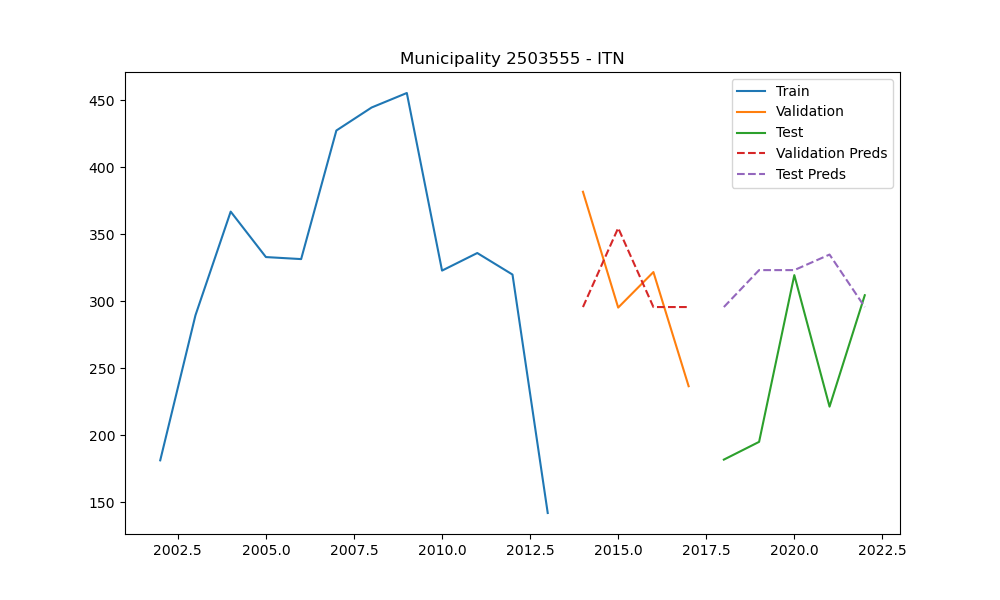 Municipality 2503555 - ITN
450
400
350
300
250
200
150
Train
Validation
Test
Validation Preds
Test Preds
2002.5 2005.0 2007.5 2010.0 2012.5 2015.0 2017.5 2020.0 2022.5